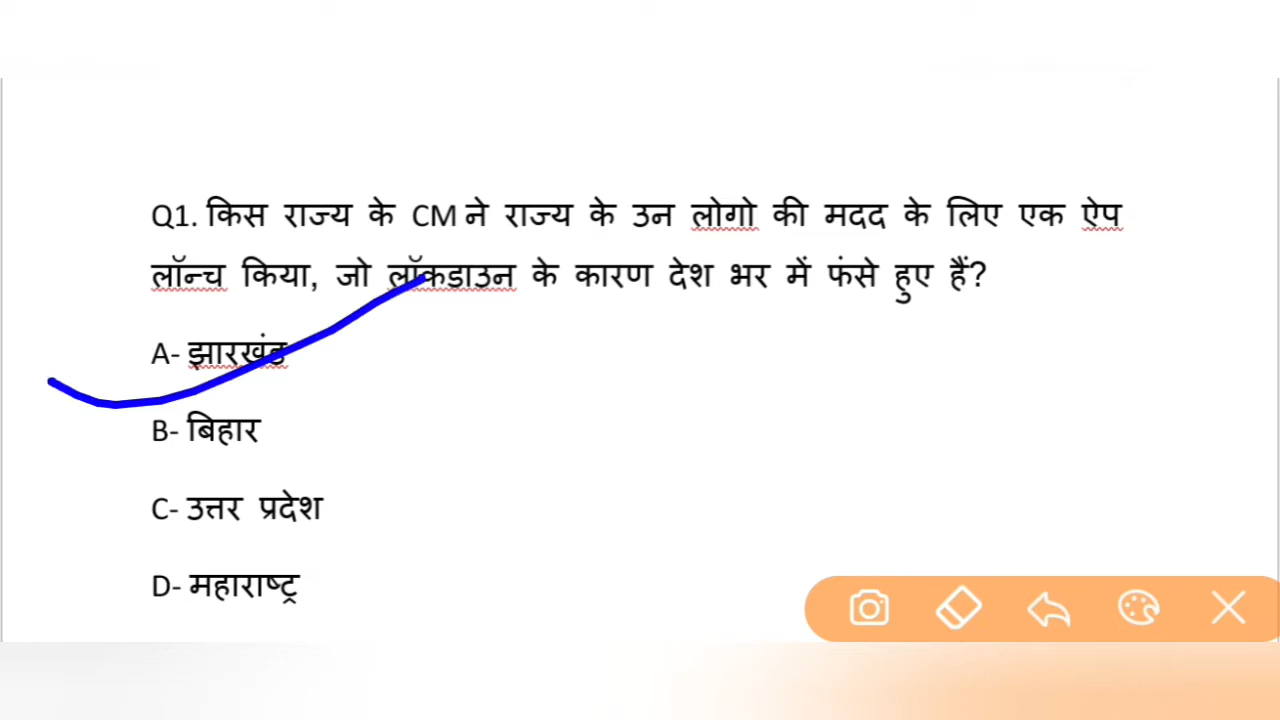 Q1. किस राज्य के CM ने राज्य के उन लोगो की मदद के लिए एक ऐप
लॉन्च किया, जो लॉकडाउन के कारण देश भर में फंसे हुए हैं?
A- झारखंड
B- बिहार
C- उत्तर प्रदेश
D- महाराष्ट्र